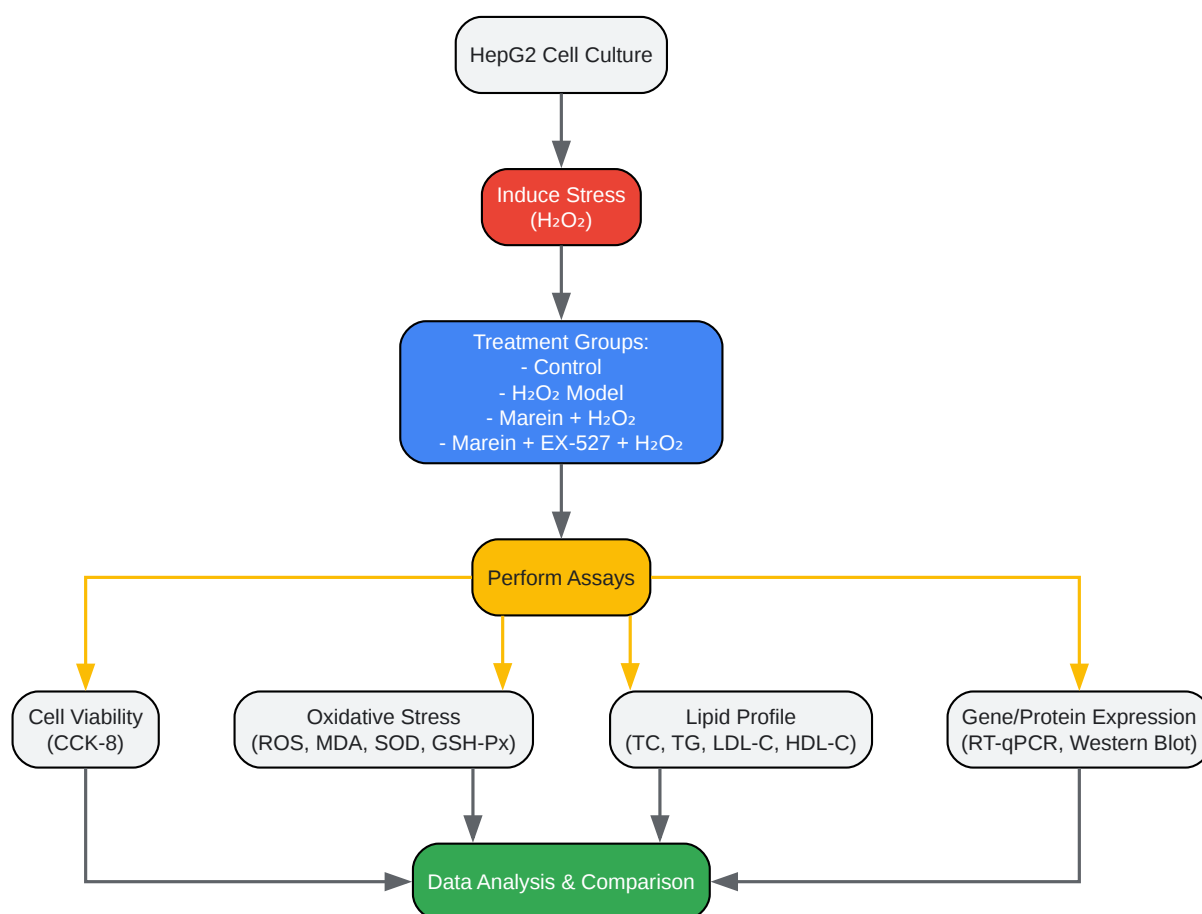 HepG2 Cell Culture
Induce Stress
(H₂O₂)
Treatment Groups:
- Control
- H₂O₂ Model
- Marein + H₂O₂
- Marein + EX-527 + H₂O₂
Perform Assays
Cell Viability
(CCK-8)
Oxidative Stress
(ROS, MDA, SOD, GSH-Px)
Lipid Profile
(TC, TG, LDL-C, HDL-C)
Gene/Protein Expression
(RT-qPCR, Western Blot)
Data Analysis & Comparison